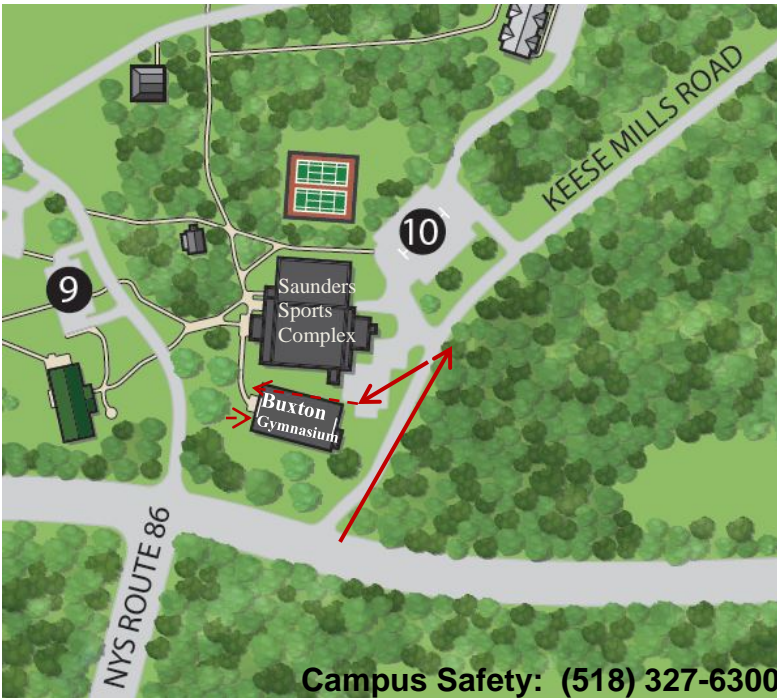 KEESE MILLS ROAD
10
9
Saunders
Sports
Complex
Buxton
Gymnasium
NYS ROUTE 86
Campus Safety: (518) 327-6300